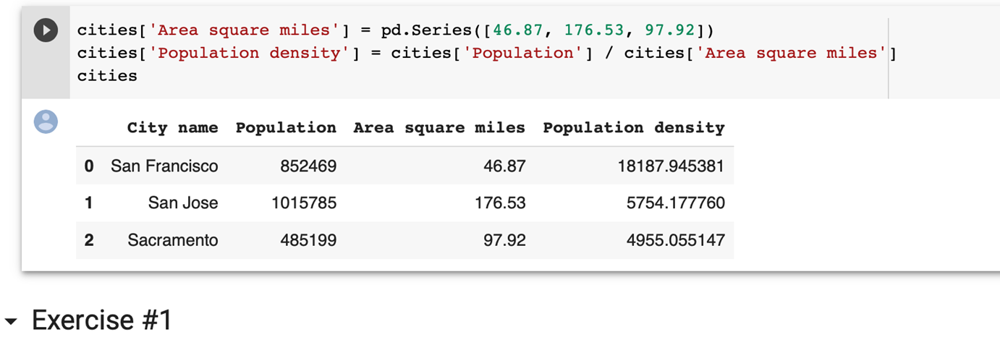 cities['Area square miles'] = pd.Series([46.87, 176.53, 97.92])
cities['Population density'] = cities['Population'] / cities['Area square miles']
cities
City name Population Area square miles Population density
0 San Francisco 852469 46.87 18187.945381
1 San Jose 1015785 176.53 5754.177760
2 Sacramento 485199 97.92 4955.055147
Exercise #1